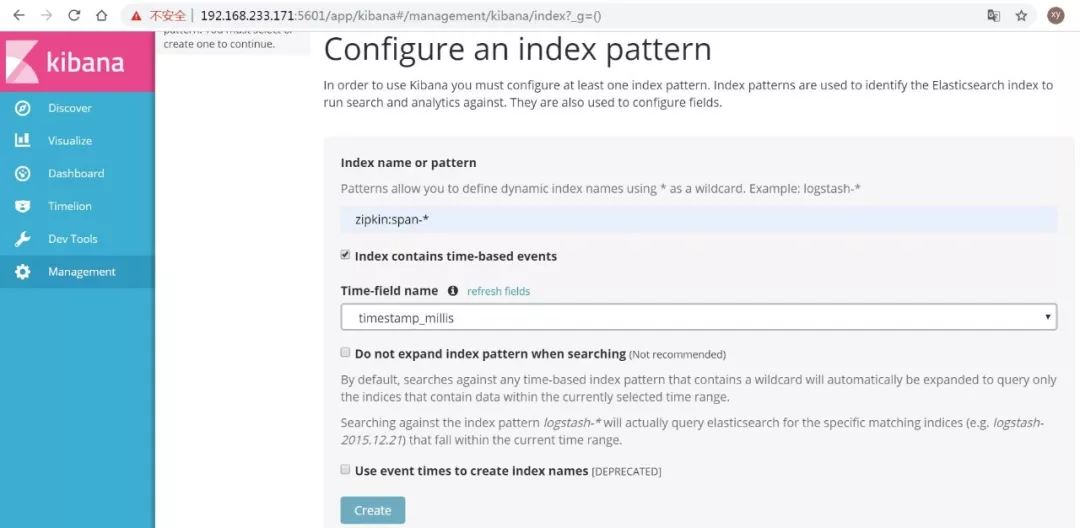 不安全 | 192.168.233.171:5601/app/kibana#/management/kibana/index?_g=()
xy
pattern. You must select or
create one to continue.
kibana
Discover
Visualize
Dashboard
Timelion
Dev Tools
Management
Configure an index pattern
In order to use Kibana you must configure at least one index pattern. Index patterns are used to identify the Elasticsearch index to
run search and analytics against. They are also used to configure fields.
Index name or pattern
Patterns allow you to define dynamic index names using * as a wildcard. Example: logstash-*
zipkin:span-*
Index contains time-based events
Time-field name refresh fields
timestamp_millis
Do not expand index pattern when searching (Not recommended)
By default, searches against any time-based index pattern that contains a wildcard will automatically be expanded to query only
the indices that contain data within the currently selected time range.
Searching against the index pattern logstash-* will actually query elasticsearch for the specific matching indices (e.g. logstash-
2015.12.21) that fall within the current time range.
Use event times to create index names [DEPRECATED]
Create